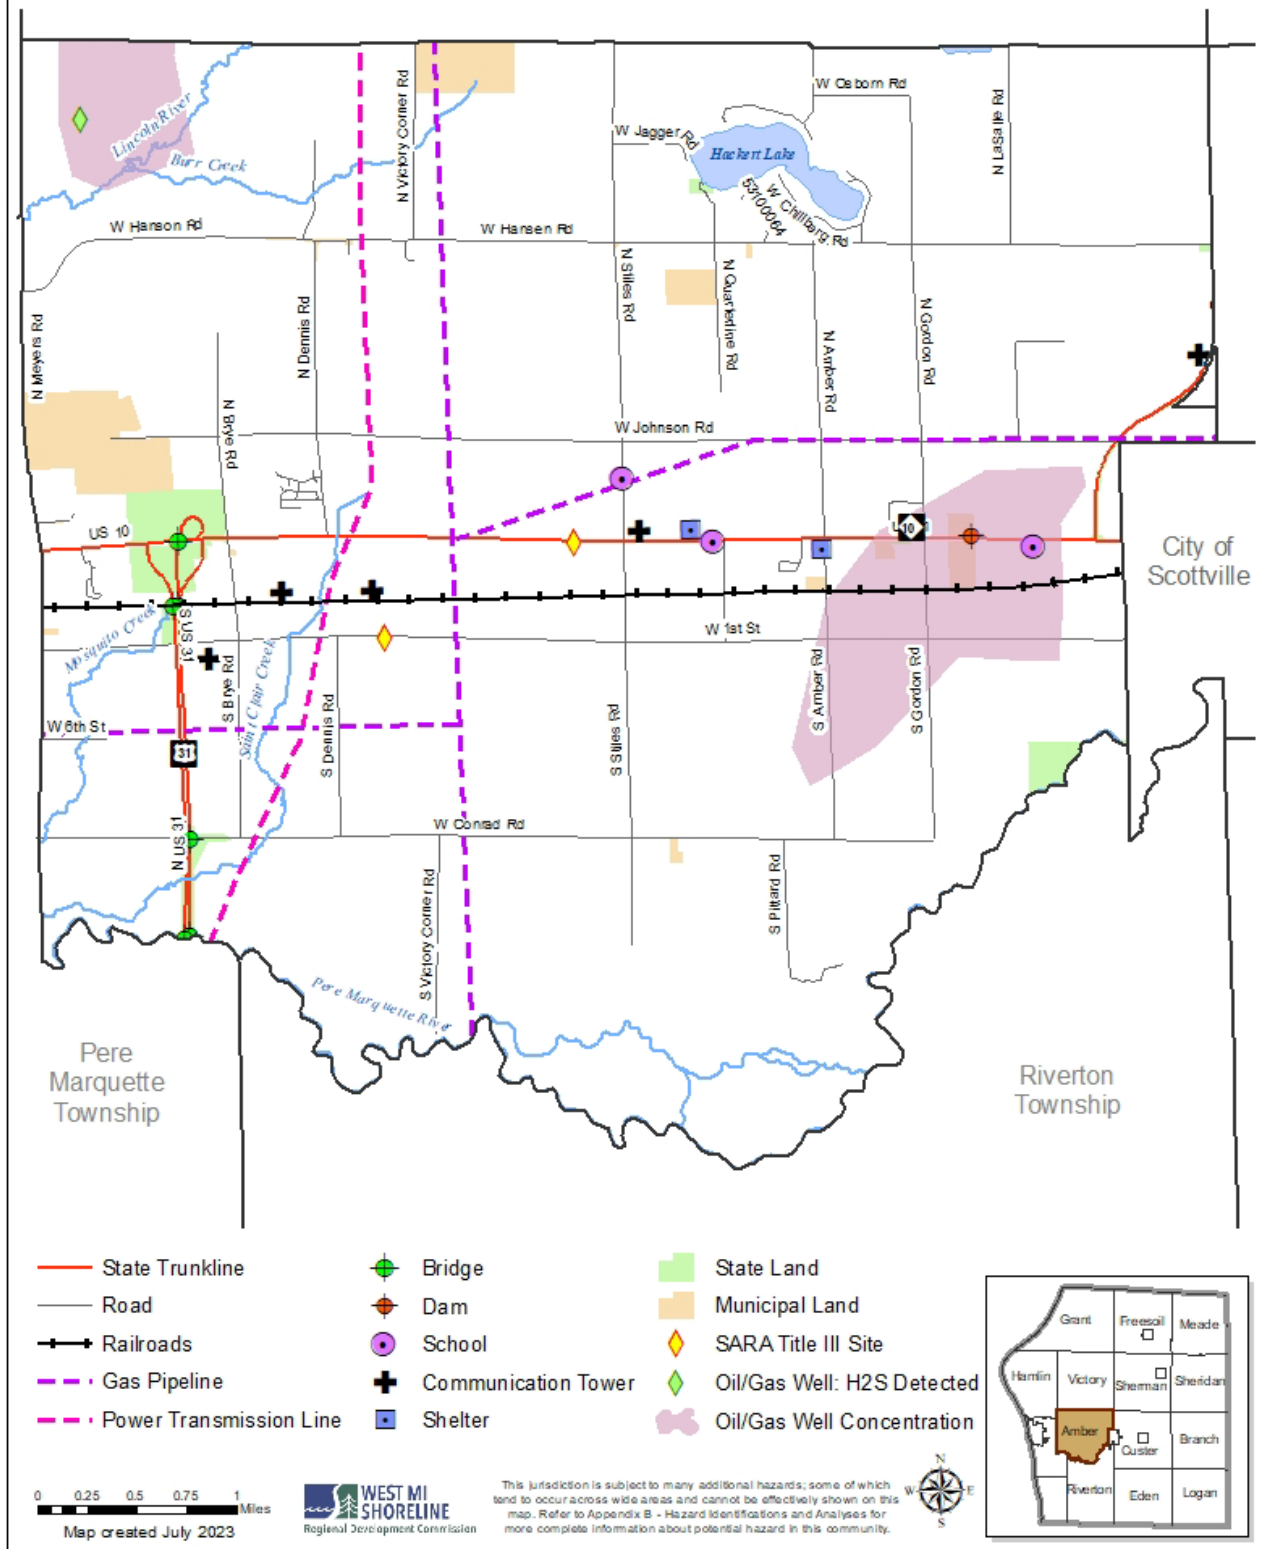 W Osborn Rd
N Victory Corner Rd
N LaSalle Rd
Lincoln River
W Jagger Rd
Hackert Lake
Burr Creek
53100064
W Chillberg Rd
W Hanson Rd
W Hansen Rd
N Stiles Rd
N Quarterline Rd
N Meyers Rd
N Dennis Rd
N Amber Rd
N Gordon Rd
N Brye Rd
W Johnson Rd
US 10
10
City of
Scottville
Mosquito Creek
S US 31
W 1st St
S Brye Rd
Saint Clair Creek
S Dennis Rd
S Stiles Rd
S Amber Rd
S Gordon Rd
W 6th St
31
N US 31
W Conrad Rd
S Victory Corner Rd
S Pittard Rd
Pere Marquette River
Pere
Marquette
Township
Riverton
Township
State Trunkline
Road
Railroads
Gas Pipeline
Power Transmission Line
Bridge
Dam
School
Communication Tower
Shelter
State Land
Municipal Land
SARA Title III Site
Oil/Gas Well: H2S Detected
Oil/Gas Well Concentration
Grant
Freesoil
Meade
Hamlin
Victory
Sherman
Sheridan
Amber
Custer
Branch
Riverton
Eden
Logan
0 0.25 0.5 0.75 1
Miles
Map created July 2023
WEST MI
SHORELINE
Regional Development Commission
This jurisdiction is subject to many additional hazards; some of which
tend to occur across wide areas and cannot be effectively shown on this
map. Refer to Appendix B - Hazard Identifications and Analyses for
more complete information about potential hazard in this community.
N
W
E
S